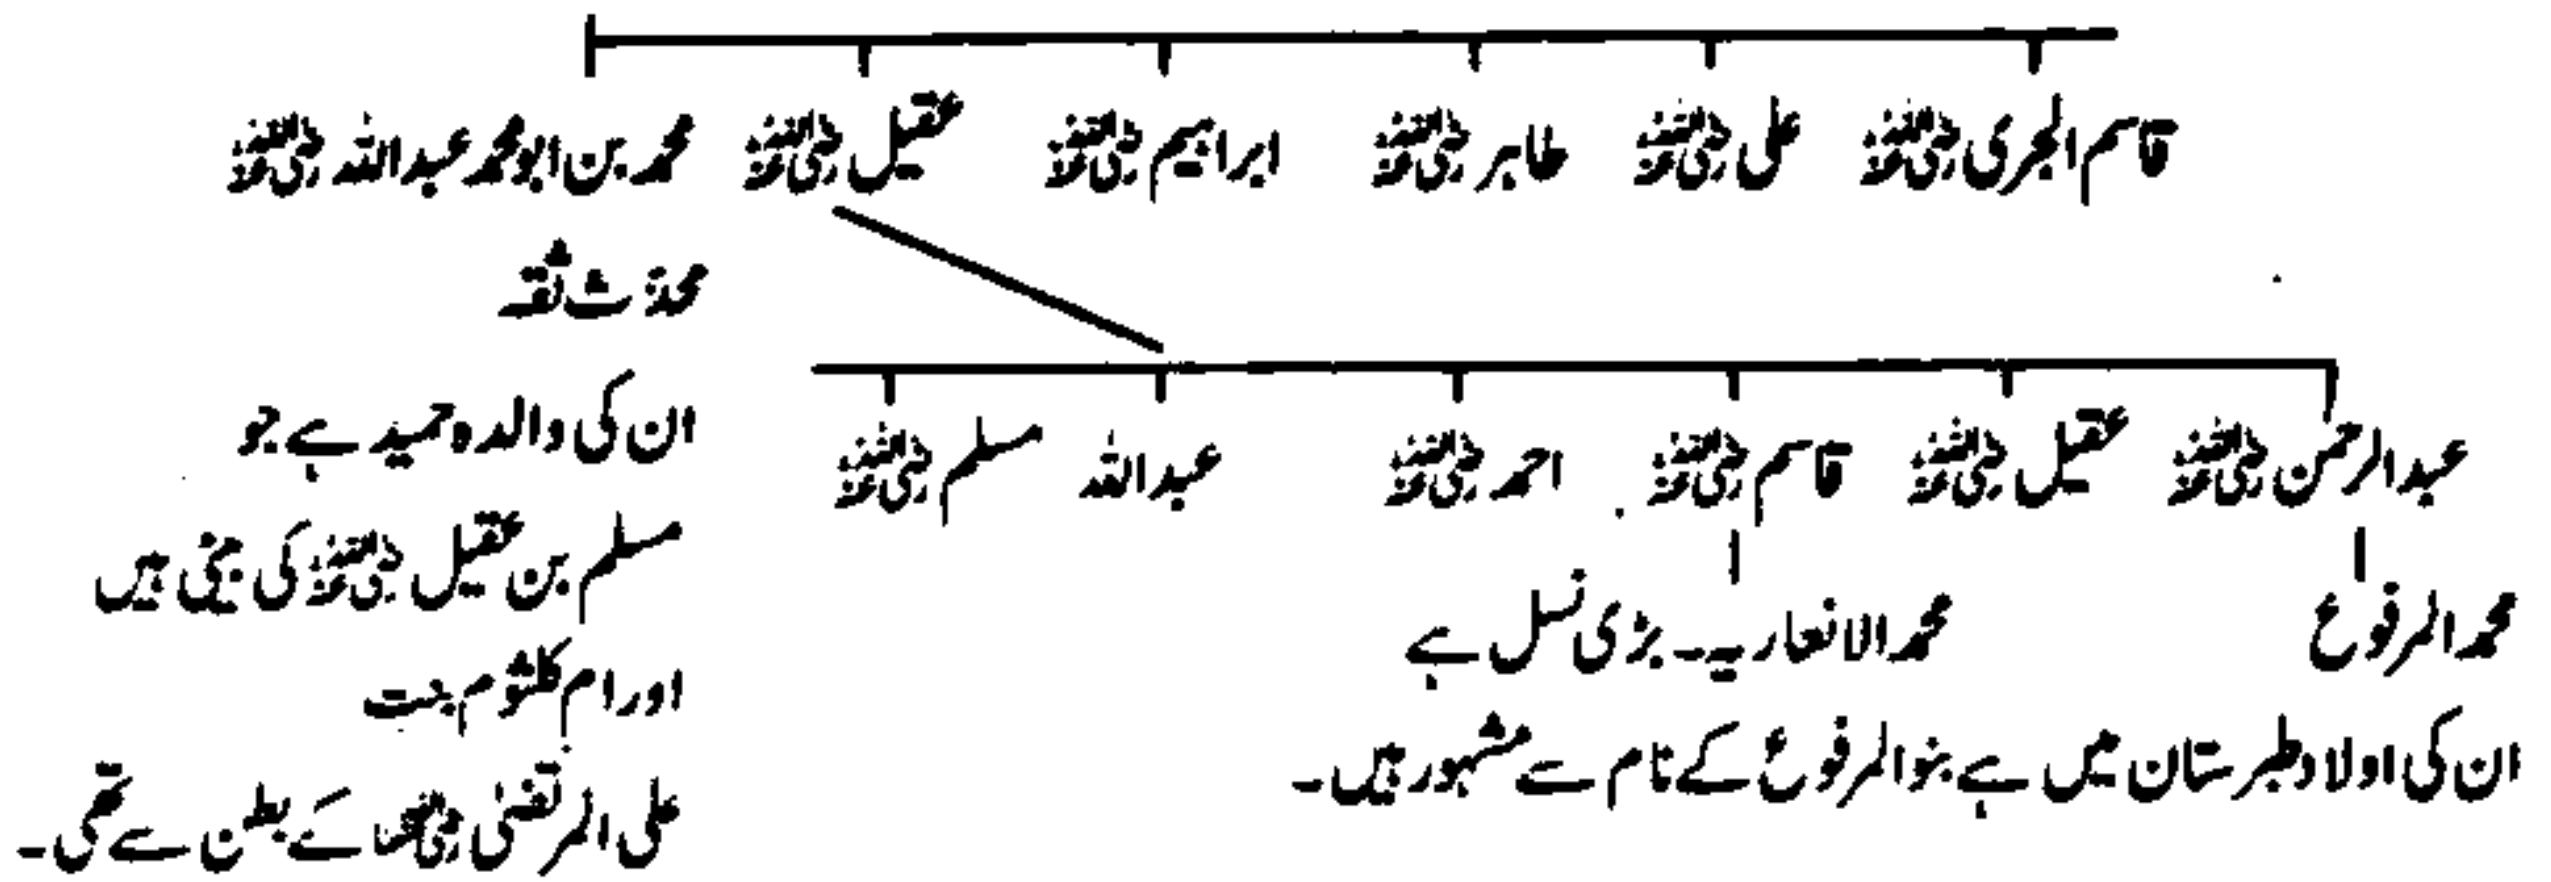 قاسم الجری رضی اللہ عنہ علی رضی اللہ عنہ طاہر رضی اللہ عنہ ابراہیم رضی اللہ عنہ عقیل رضی اللہ عنہ محمد بن ابو محمد عبداللہ رضی اللہ عنہ
محدّث ثقہ
ان کی والدہ حمید ہے جو
مسلم بن عقیل رضی اللہ عنہ کی بیٹی ہیں
اور ام کلثوم بنت
علی المرتضیٰ رضی اللہ عنہا کے بطن سے تھی۔
عبدالرحمن رضی اللہ عنہ عقیل رضی اللہ عنہ قاسم رضی اللہ عنہ احمد رضی اللہ عنہ عبداللہ مسلم رضی اللہ عنہ
محمد المرفوع محمد الانصاریہ۔ بڑی نسل ہے
ان کی اولاد طبرستان میں ہے بنو المرفوع کے نام سے مشہور ہیں۔